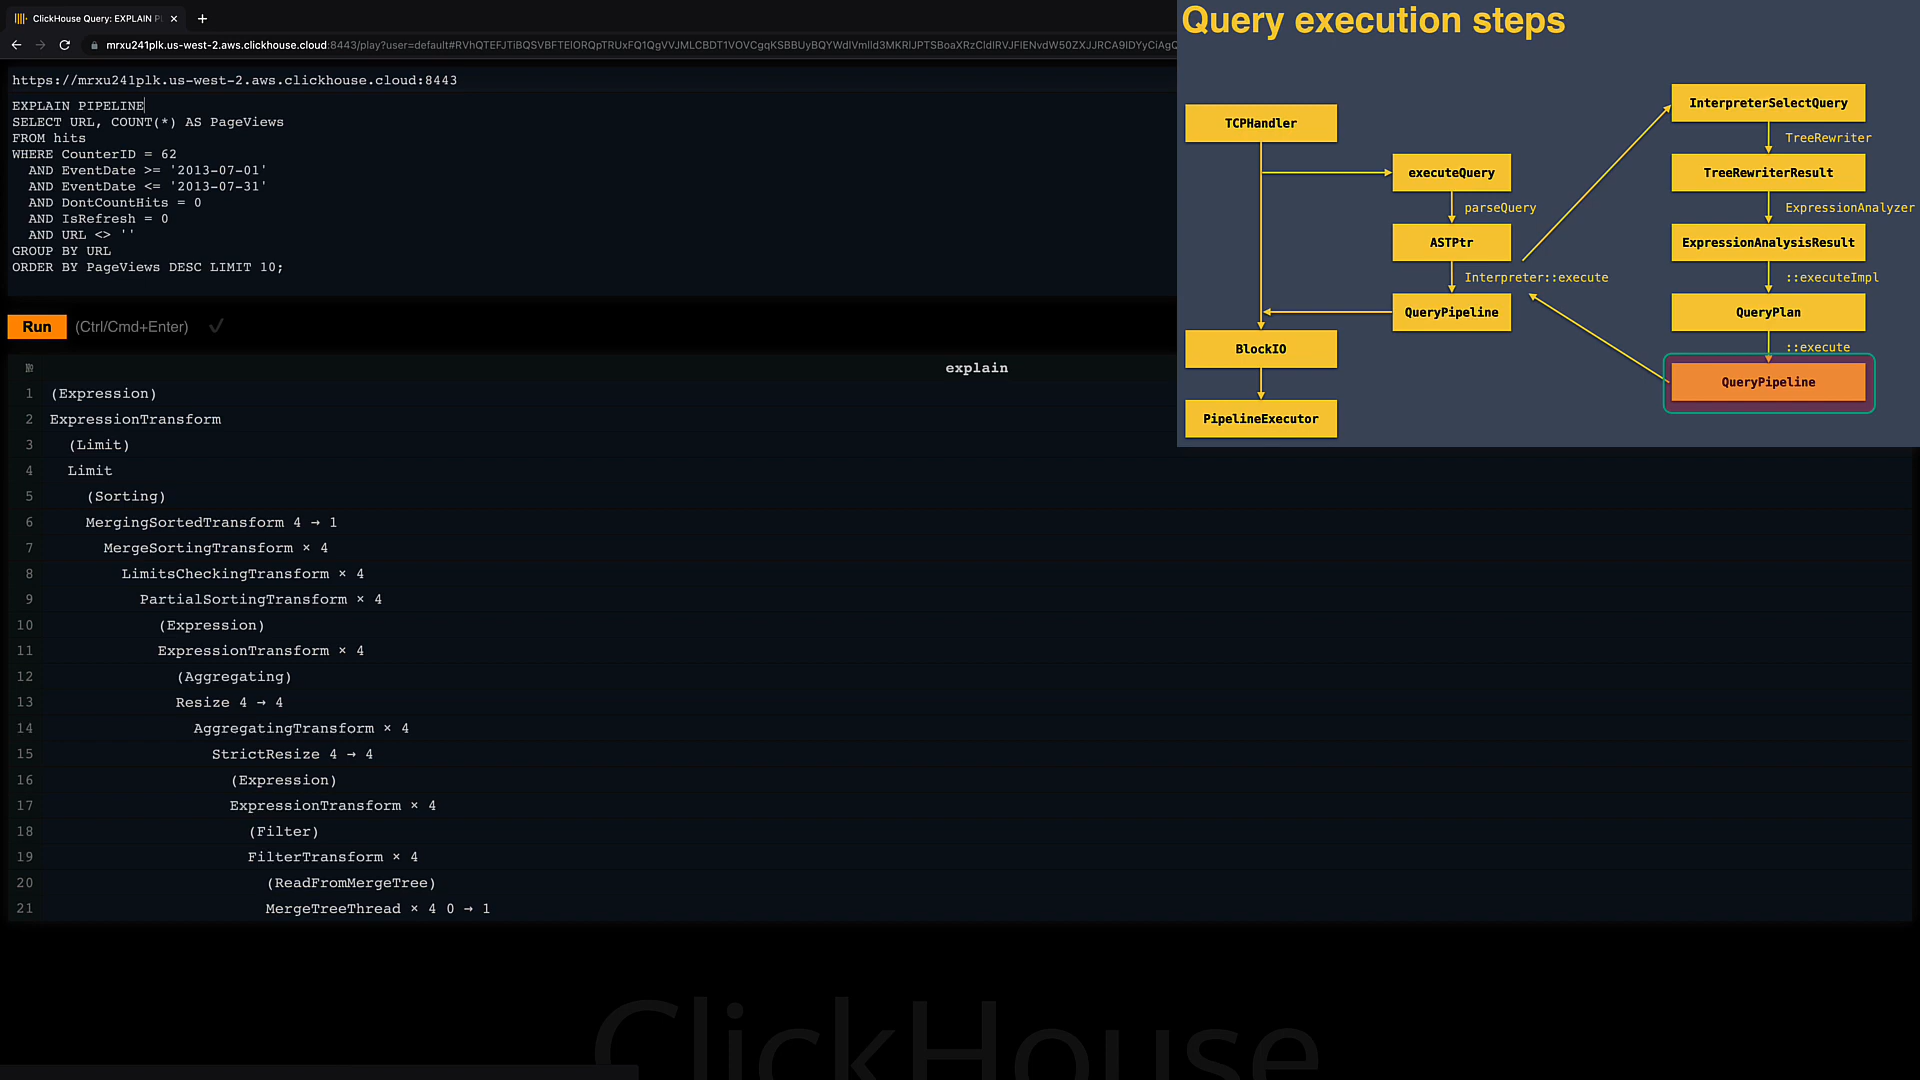 ClickHouse Query: EXPLAIN P
mrxu241plk.us-west-2.aws.clickhouse.cloud:8443/play?user=default#
https://mrxu241plk.us-west-2.aws.clickhouse.cloud:8443
EXPLAIN PIPELINE
SELECT URL, COUNT(*) AS PageViews
FROM hits
WHERE CounterID = 62
AND EventDate >= '2013-07-01'
AND EventDate <= '2013-07-31'
AND DontCountHits = 0
AND IsRefresh = 0
AND URL <> ''
GROUP BY URL
ORDER BY PageViews DESC LIMIT 10;
Run (Ctrl/Cmd+Enter) ✓
№ explain
1 (Expression)
2 ExpressionTransform
3 (Limit)
4 Limit
5 (Sorting)
6 MergingSortedTransform 4 → 1
7 MergeSortingTransform × 4
8 LimitsCheckingTransform × 4
9 PartialSortingTransform × 4
10 (Expression)
11 ExpressionTransform × 4
12 (Aggregating)
13 Resize 4 → 4
14 AggregatingTransform × 4
15 StrictResize 4 → 4
16 (Expression)
17 ExpressionTransform × 4
18 (Filter)
19 FilterTransform × 4
20 (ReadFromMergeTree)
21 MergeTreeThread × 4 0 → 1
Query execution steps
TCPHandler
executeQuery
parseQuery
ASTPtr
Interpreter::execute
QueryPipeline
BlockIO
PipelineExecutor
InterpreterSelectQuery
TreeRewriter
TreeRewriterResult
ExpressionAnalyzer
ExpressionAnalysisResult
::executeImpl
QueryPlan
::execute
QueryPipeline
ClickHouse